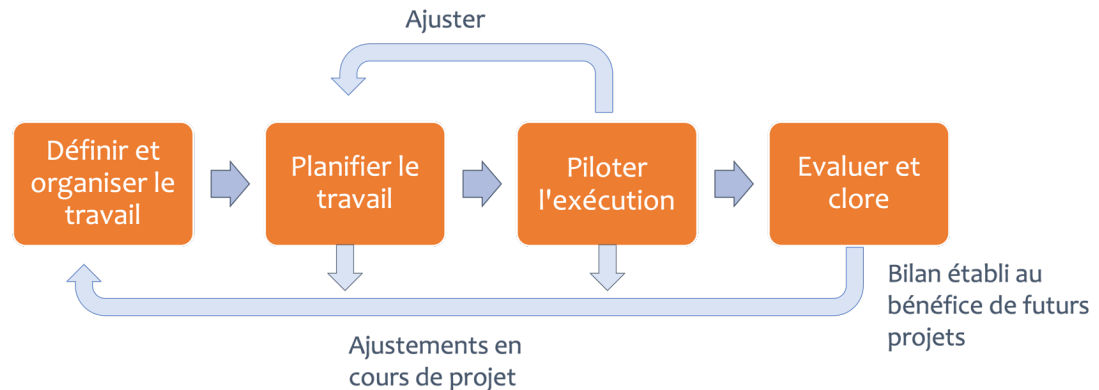 Ajuster
Définir et
organiser le
travail
Planifier le
travail
Piloter
l'exécution
Evaluer et
clore
Bilan établi au
bénéfice de futurs
projets
Ajustements en
cours de projet